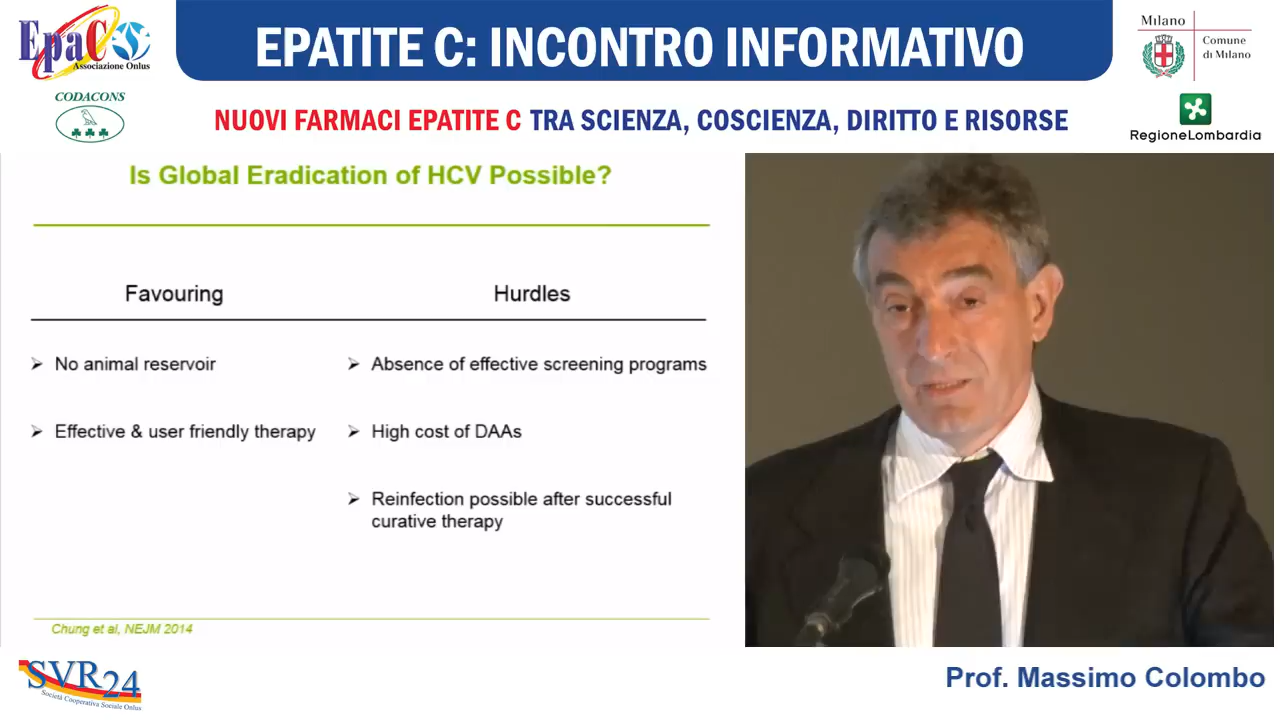 EpaC
Associazione Onlus
EPATITE C: INCONTRO INFORMATIVO
Milano
Comune
di Milano
CODACONS
NUOVI FARMACI EPATITE C TRA SCIENZA, COSCIENZA, DIRITTO E RISORSE
RegioneLombardia
Is Global Eradication of HCV Possible?
Favouring
Hurdles
No animal reservoir
Absence of effective screening programs
Effective & user friendly therapy
High cost of DAAs
Reinfection possible after successful
curative therapy
Chung et al, NEJM 2014
SVR24
Società Cooperativa Sociale Onlus
Prof. Massimo Colombo